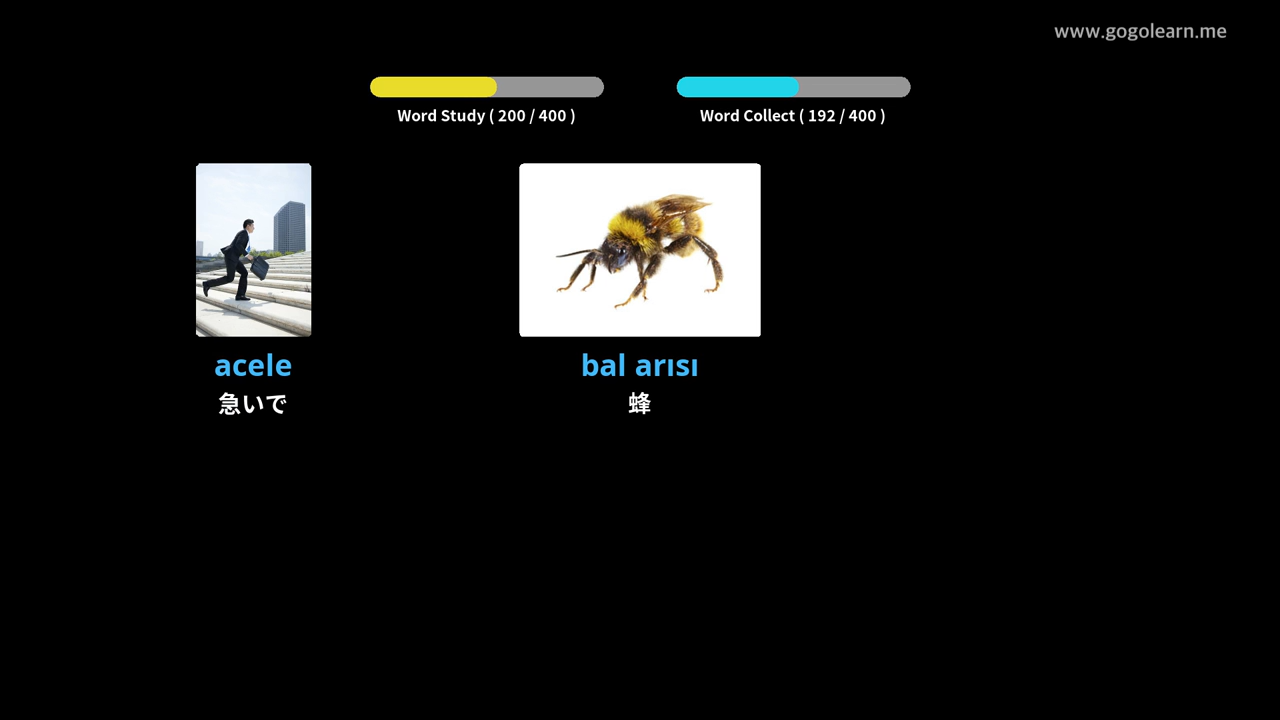 www.gogolearn.me
Word Study ( 200 / 400 )
Word Collect ( 192 / 400 )
acele
急いで
bal arısı
蜂